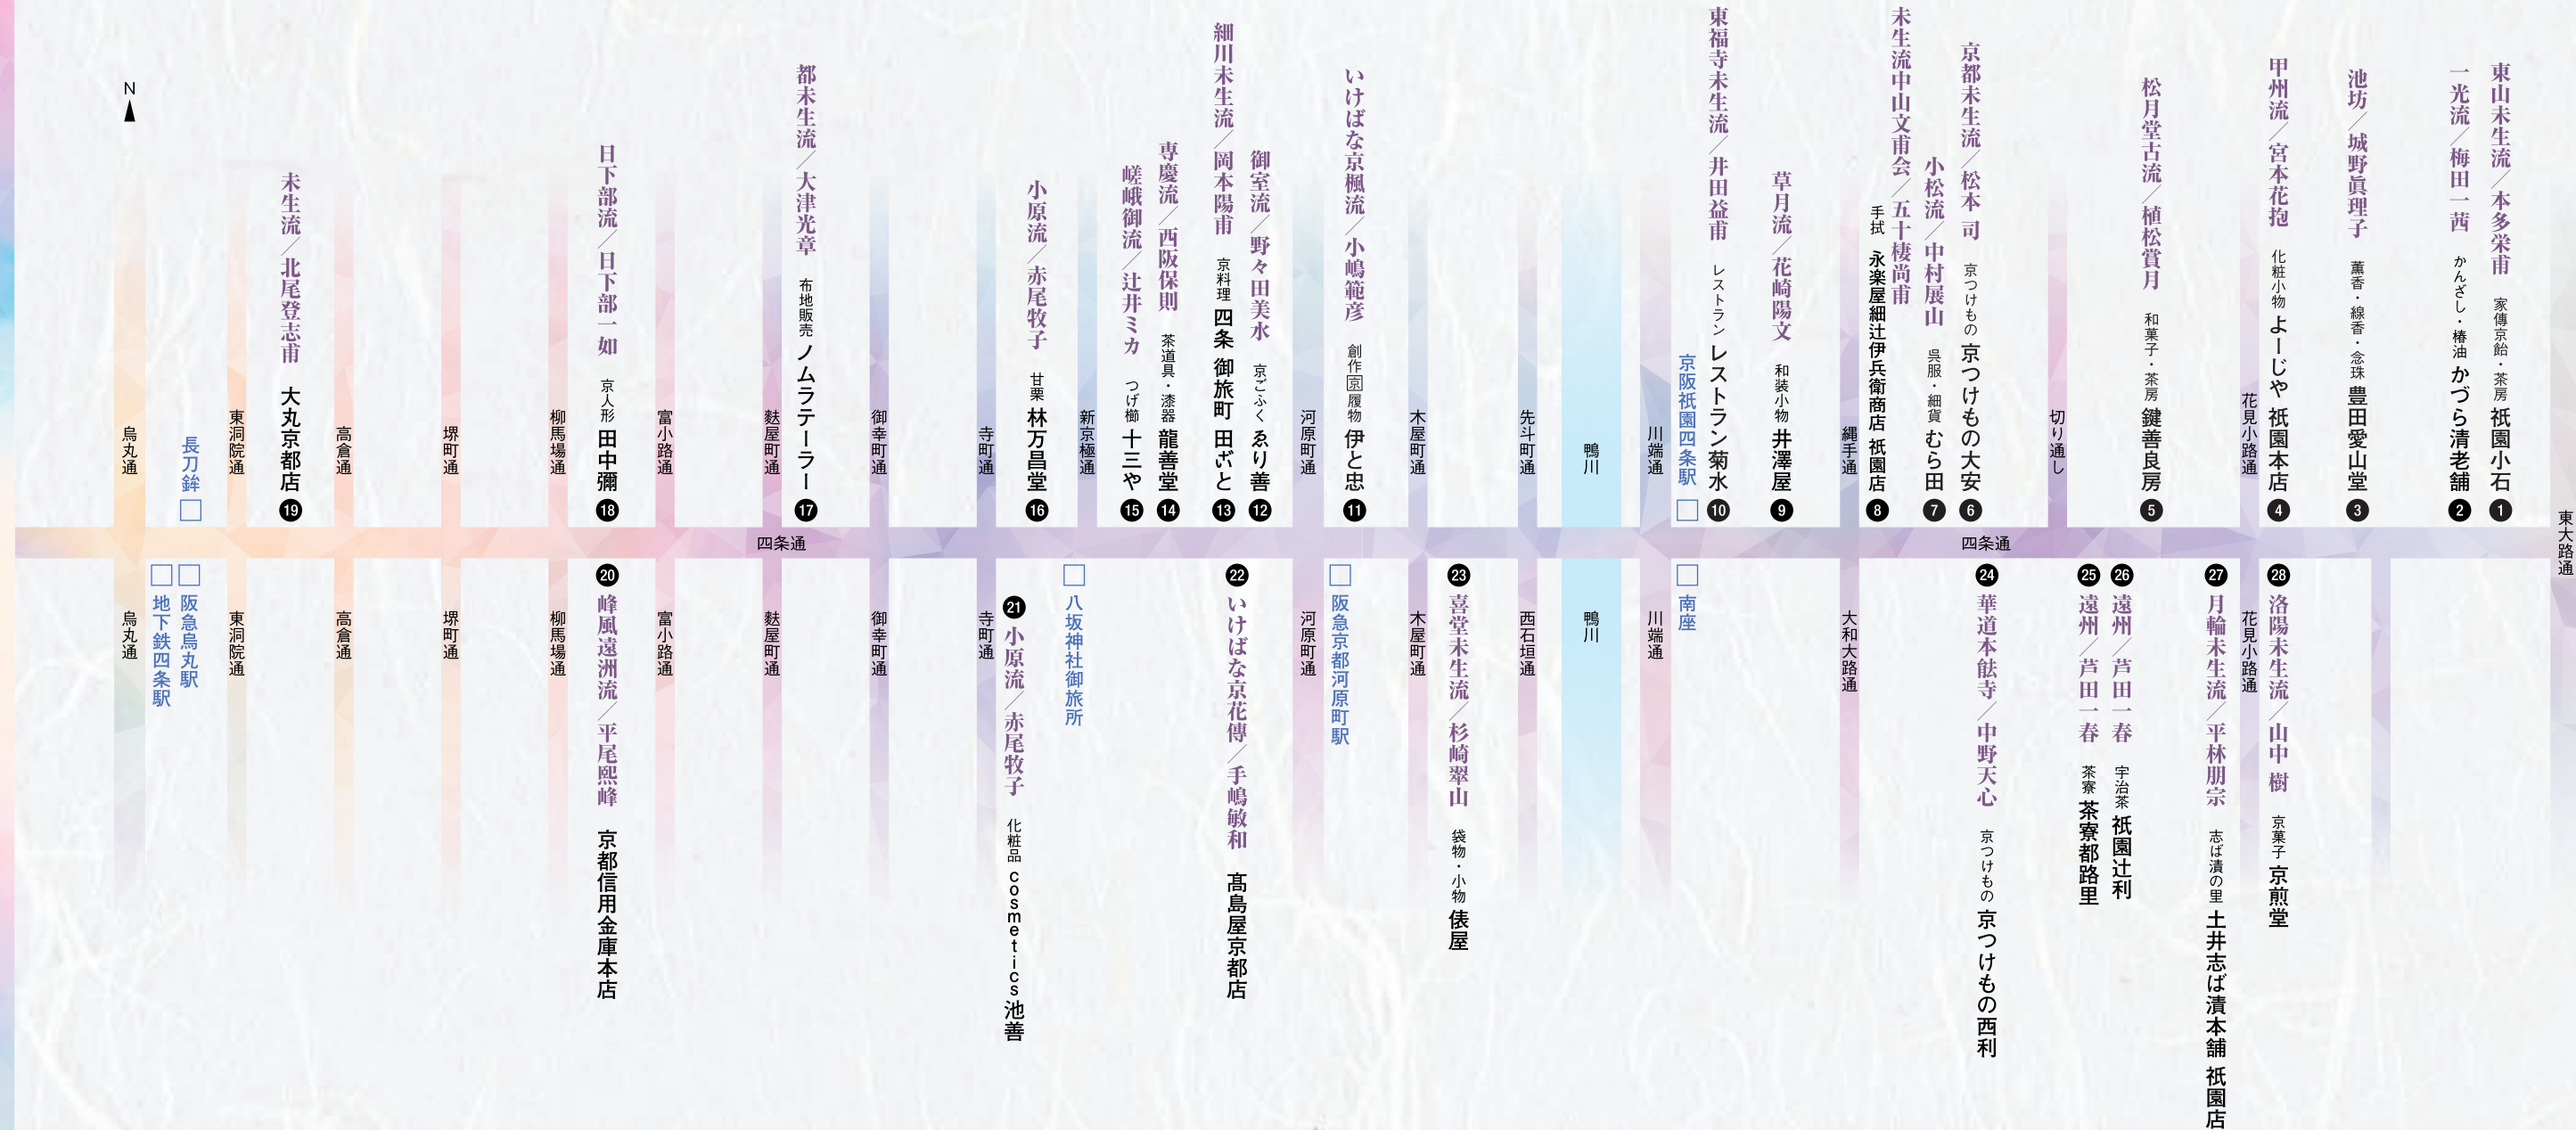 N
東山未生流／本多栄甫 家傳京飴・茶房 祇園小石 1
一光流／梅田一茜 かんざし・椿油 かづら清老舗 2
池坊／城野眞理子 薫香・線香・念珠 豊田愛山堂 3
甲州流／宮本花抱 化粧小物 よーじや 祇園本店 4
花見小路通
松月堂古流／植松賞月 和菓子・茶房 鍵善良房 5
切り通し
京都未生流／松本 司 京つけもの 京つけもの大安 6
小松流／中村展山 呉服・細貨 むら田 7
未生流中山文甫会／五十棲尚甫
手拭 永楽屋細辻伊兵衛商店 祇園店 8
縄手通
草月流／花崎陽文 和装小物 井澤屋 9
東福寺未生流／井田益甫 レストラン レストラン菊水 10
京阪祇園四条駅
川端通
鴨川
先斗町通
木屋町通
いけばな京楓流／小嶋範彦 創作京履物 伊と忠 11
河原町通
御室流／野々田美水 京ごふく ゑり善 12
細川未生流／岡本陽甫 京料理 四条 御旅町 田ごと 13
専慶流／西阪保則 茶道具・漆器 龍善堂 14
嵯峨御流／辻井ミカ つげ櫛 十三や 15
新京極通
小原流／赤尾牧子 甘栗 林万昌堂 16
寺町通
御幸町通
都未生流／大津光章 布地販売 ノムラテーラー 17
麩屋町通
富小路通
日下部流／日下部一如 京人形 田中彌 18
柳馬場通
堺町通
高倉通
未生流／北尾登志甫 大丸京都店 19
東洞院通
長刀鉾
烏丸通
東大路通
四条通
四条通
洛陽未生流／山中 樹 京菓子 京煎堂 28
花見小路通
月輪未生流／平林朋宗 志ば漬の里 土井志ば漬本舗 祇園店 27
遠州／芦田一春 宇治茶 祇園辻利 26
遠州／芦田一春 茶寮 茶寮都路里 25
華道本䏻寺／中野天心 京つけもの 京つけもの西利 24
大和大路通
南座
川端通
鴨川
西石垣通
喜堂未生流／杉崎翠山 袋物・小物 俵屋 23
木屋町通
阪急京都河原町駅
河原町通
いけばな京花傳／手嶋敏和 髙島屋京都店 22
八坂神社御旅所
小原流／赤尾牧子 化粧品 cosmetics池善 21
寺町通
御幸町通
麩屋町通
富小路通
峰風遠洲流／平尾熙峰 京都信用金庫本店 20
柳馬場通
堺町通
高倉通
東洞院通
阪急烏丸駅
地下鉄四条駅
烏丸通